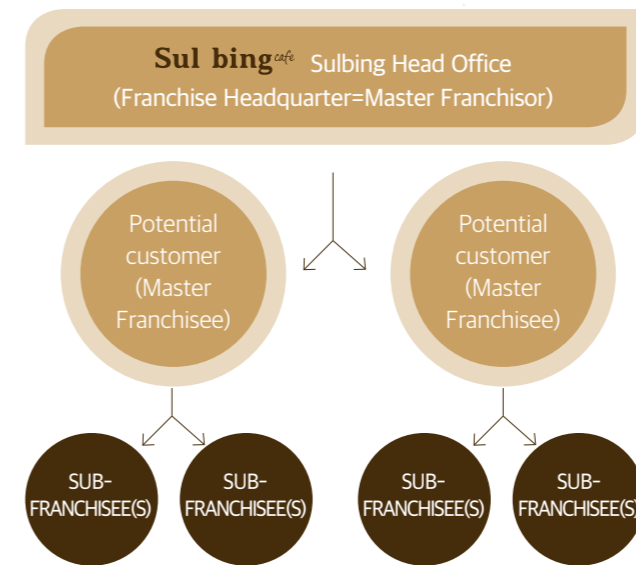 Sul bing cafe Sulbing Head Office
(Franchise Headquarter=Master Franchisor)
Potential
customer
(Master
Franchisee)
Potential
customer
(Master
Franchisee)
SUB-
FRANCHISEE(S)
SUB-
FRANCHISEE(S)
SUB-
FRANCHISEE(S)
SUB-
FRANCHISEE(S)